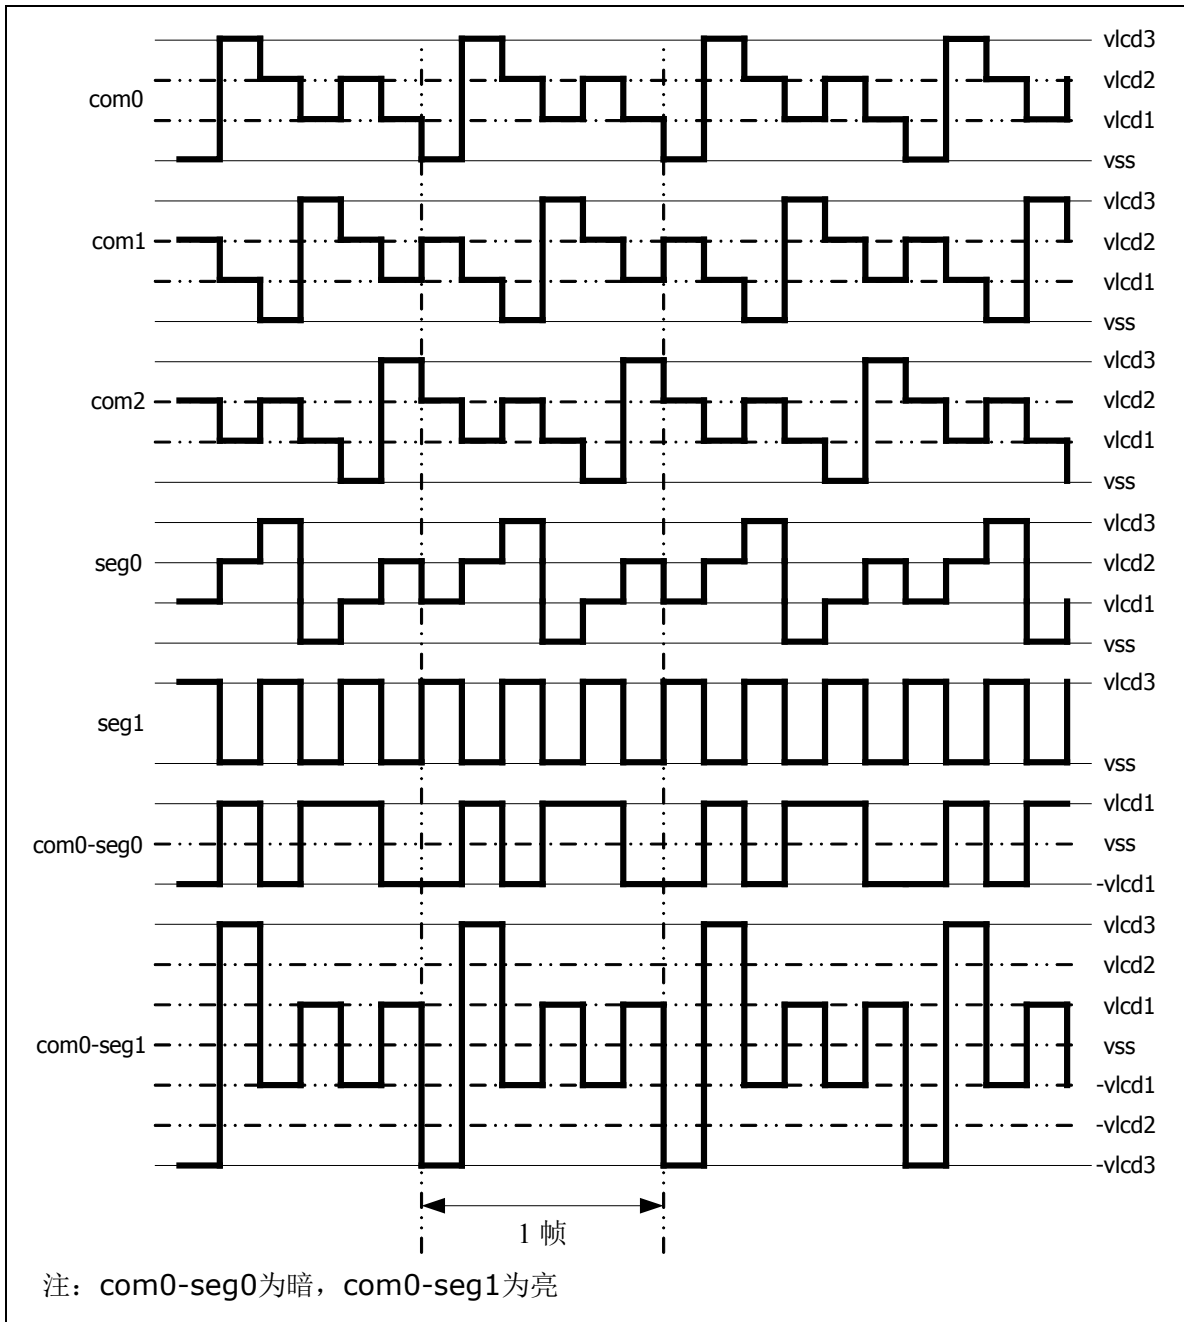 vlcd3
com0
vlcd2
vlcd1
vss
vlcd3
com1
vlcd2
vlcd1
vss
vlcd3
com2
vlcd2
vlcd1
vss
vlcd3
seg0
vlcd2
vlcd1
vss
vlcd3
seg1
vss
vlcd1
com0-seg0
vss
-vlcd1
vlcd3
vlcd2
vlcd1
com0-seg1
vss
-vlcd1
-vlcd2
-vlcd3
1 帧
注：com0-seg0为暗，com0-seg1为亮